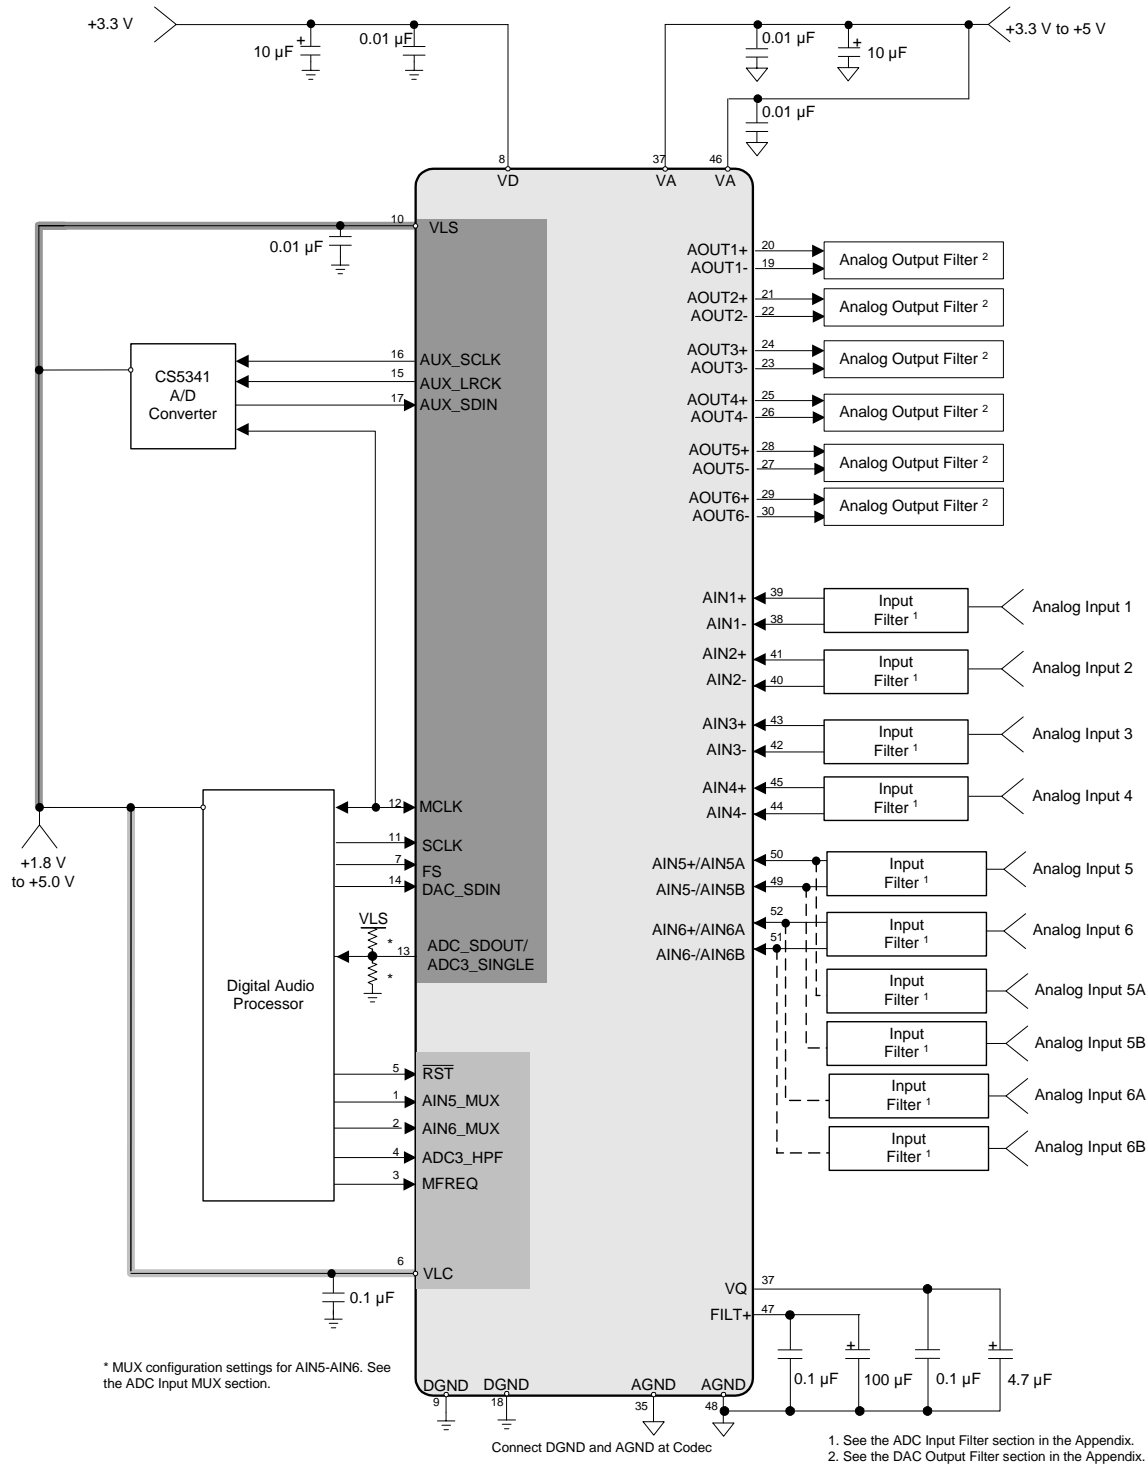 +3.3 V
10 µF
+
0.01 µF
0.01 µF
+
10 µF
+3.3 V to +5 V
0.01 µF
8
VD
37
VA
46
VA
10
VLS
0.01 µF
CS5341
A/D
Converter
16
AUX_SCLK
15
AUX_LRCK
17
AUX_SDIN
12
MCLK
11
SCLK
7
FS
14
DAC_SDIN
VLS
*
*
13
ADC_SDOUT/
ADC3_SINGLE
+1.8 V
to +5.0 V
Digital Audio
Processor
5
RST
1
AIN5_MUX
2
AIN6_MUX
4
ADC3_HPF
3
MFREQ
6
VLC
0.1 µF
AOUT1+
20
AOUT1-
19
Analog Output Filter 2
AOUT2+
21
AOUT2-
22
Analog Output Filter 2
AOUT3+
24
AOUT3-
23
Analog Output Filter 2
AOUT4+
25
AOUT4-
26
Analog Output Filter 2
AOUT5+
28
AOUT5-
27
Analog Output Filter 2
AOUT6+
29
AOUT6-
30
Analog Output Filter 2
AIN1+
39
AIN1-
38
Input
Filter 1
Analog Input 1
AIN2+
41
AIN2-
40
Input
Filter 1
Analog Input 2
AIN3+
43
AIN3-
42
Input
Filter 1
Analog Input 3
AIN4+
45
AIN4-
44
Input
Filter 1
Analog Input 4
AIN5+/AIN5A
50
AIN5-/AIN5B
49
Input
Filter 1
Analog Input 5
AIN6+/AIN6A
52
AIN6-/AIN6B
51
Input
Filter 1
Analog Input 6
Input
Filter 1
Analog Input 5A
Input
Filter 1
Analog Input 5B
Input
Filter 1
Analog Input 6A
Input
Filter 1
Analog Input 6B
VQ
37
FILT+
47
0.1 µF
+
100 µF
0.1 µF
+
4.7 µF
DGND
9
DGND
18
AGND
35
AGND
48
* MUX configuration settings for AIN5-AIN6. See
the ADC Input MUX section.
Connect DGND and AGND at Codec
1. See the ADC Input Filter section in the Appendix.
2. See the DAC Output Filter section in the Appendix.